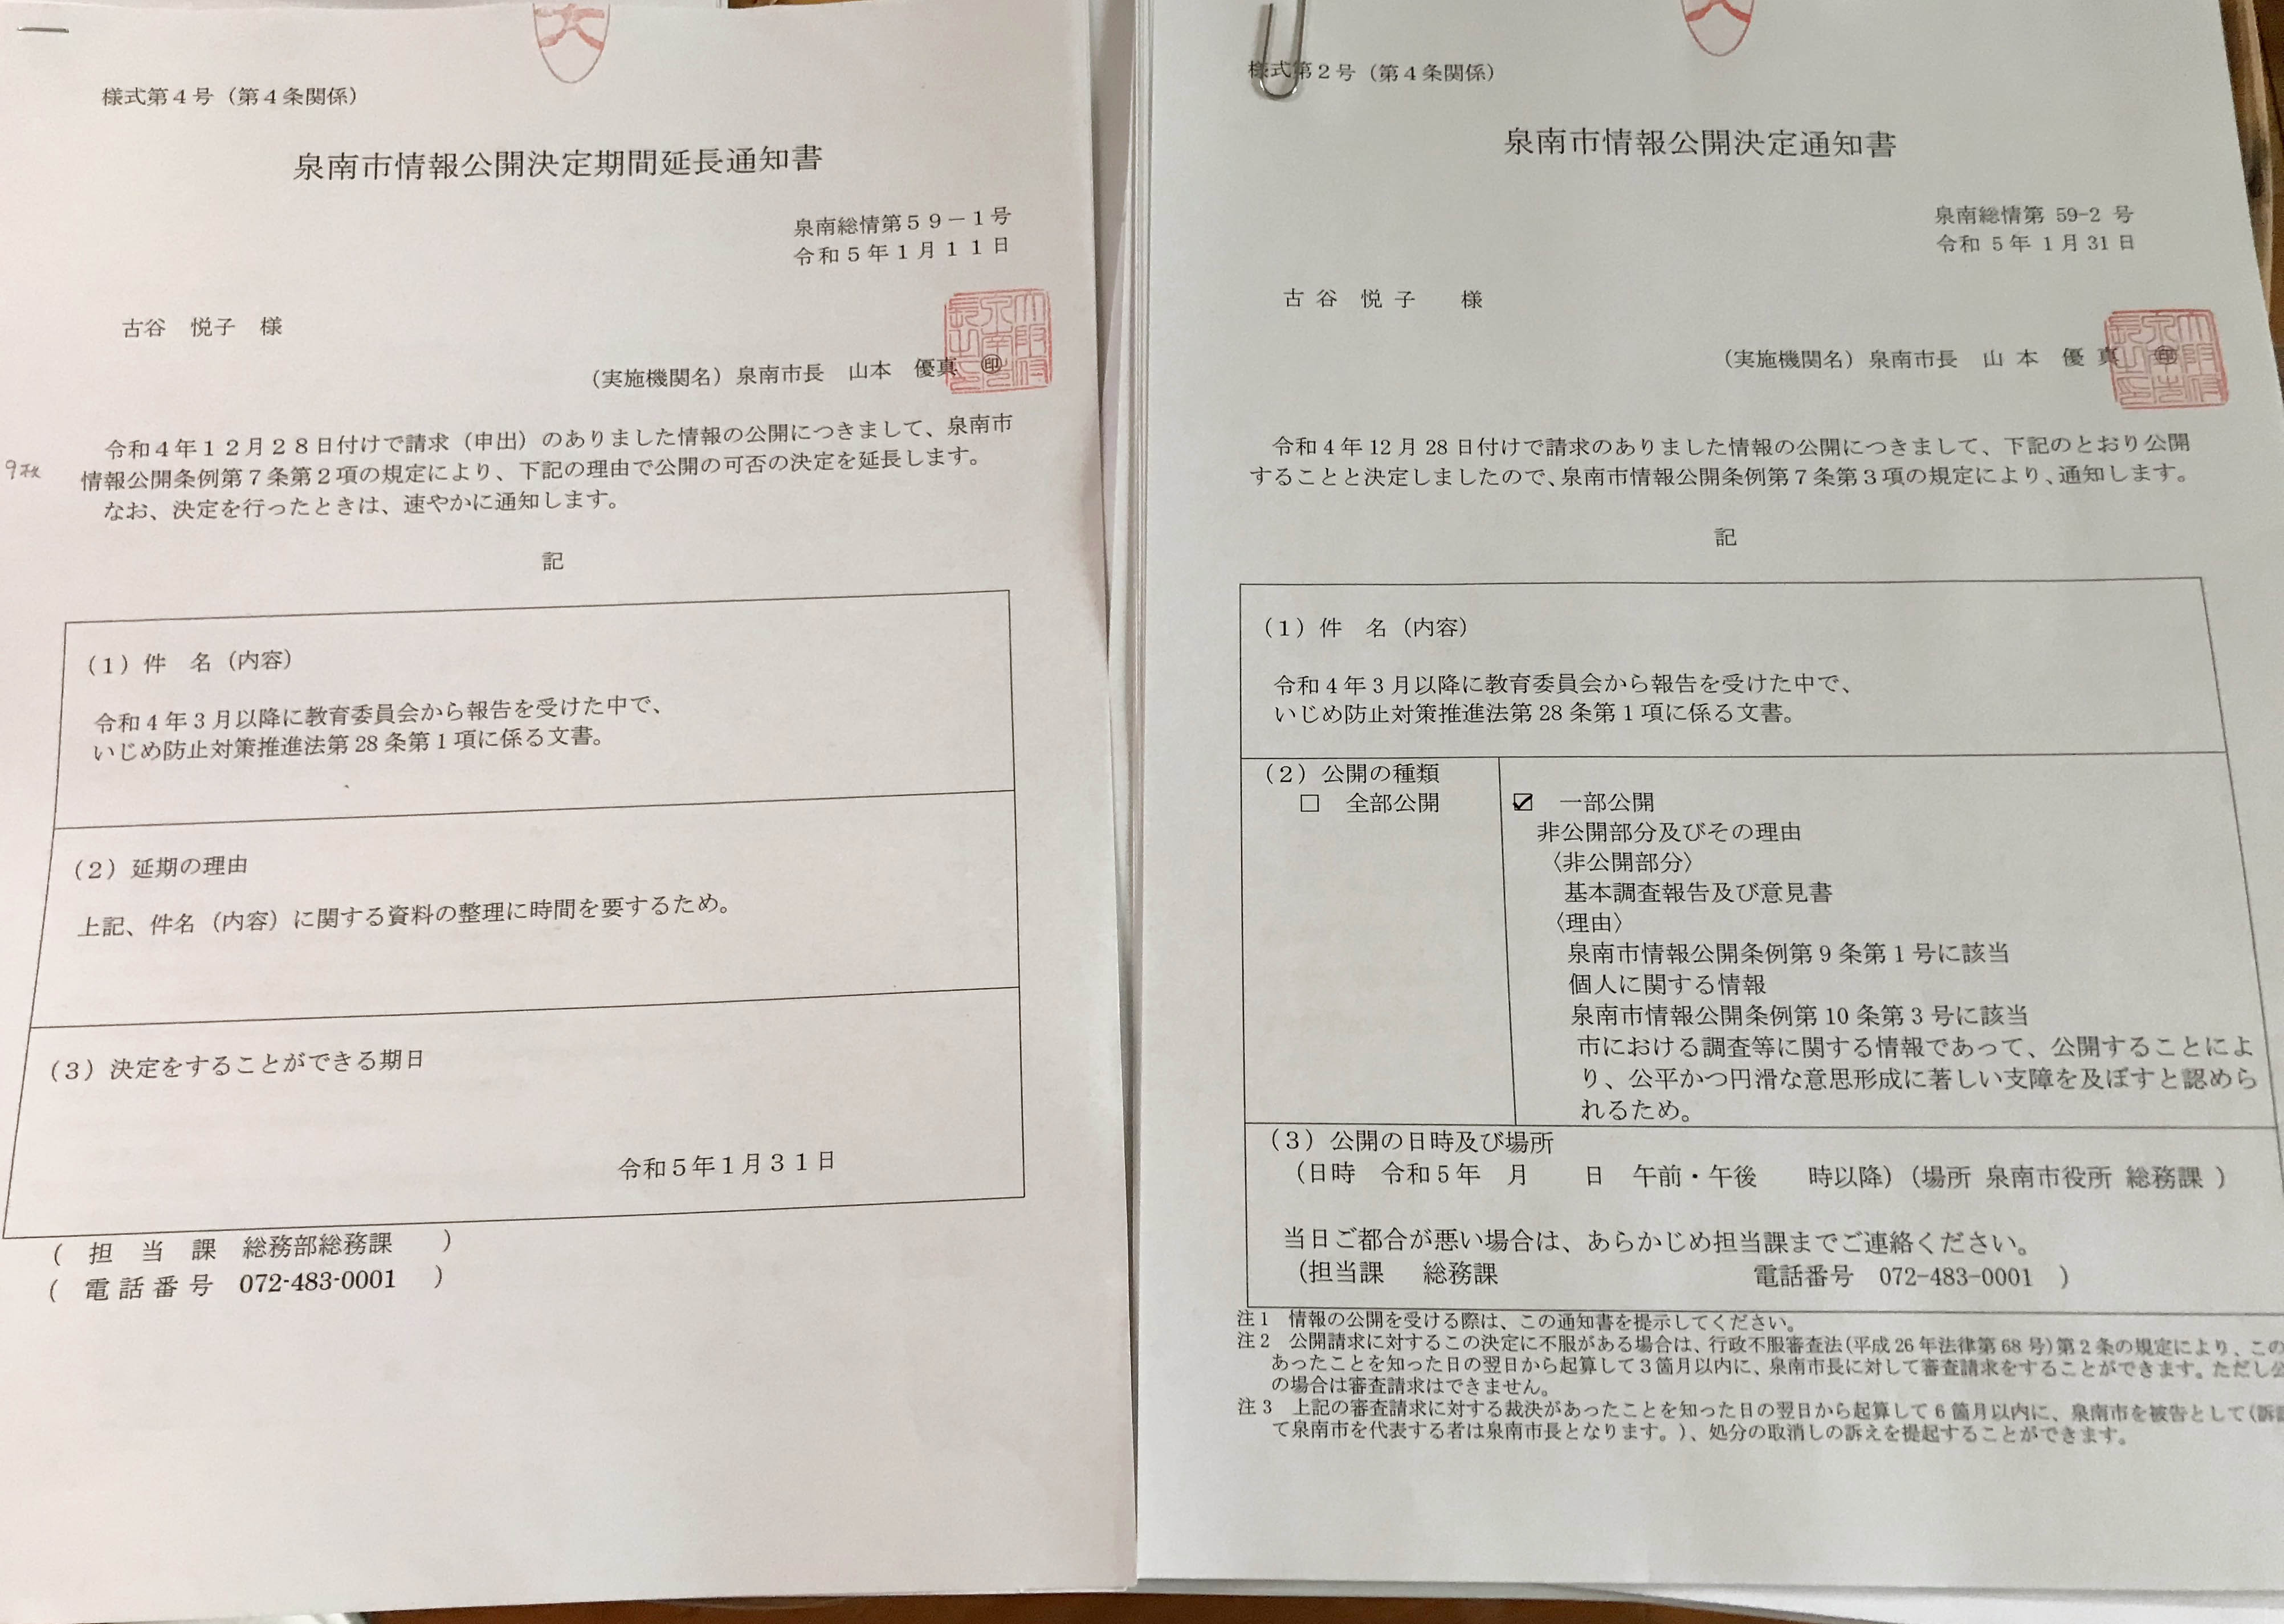 大
様式第４号（第４条関係）
泉南市情報公開決定期間延長通知書
泉南総情第５９－１号
令和５年１月１１日
古谷　悦子　様
（実施機関名）泉南市長　山本　優真　㊞
令和４年１２月２８日付けで請求（申出）のありました情報の公開につきまして、泉南市
情報公開条例第７条第２項の規定により、下記の理由で公開の可否の決定を延長します。
なお、決定を行ったときは、速やかに通知します。
9枚
記
（１）件　名（内容）
令和４年３月以降に教育委員会から報告を受けた中で、
いじめ防止対策推進法第 28 条第１項に係る文書。
（２）延期の理由
上記、件名（内容）に関する資料の整理に時間を要するため。
（３）決定をすることができる期日
令和５年１月３１日
（　担　当　課　総務部総務課　　）
（　電 話 番 号　072-483-0001　）
大
様式第２号（第４条関係）
泉南市情報公開決定通知書
泉南総情第 59-2 号
令和 5 年 1 月 31 日
古 谷　悦 子　　様
（実施機関名）泉南市長　山 本　優 真　㊞
令和４年 12 月 28 日付けで請求のありました情報の公開につきまして、下記のとおり公開
することと決定しましたので、泉南市情報公開条例第７条第３項の規定により、通知します。
記
（１）件　名（内容）
令和４年３月以降に教育委員会から報告を受けた中で、
いじめ防止対策推進法第 28 条第１項に係る文書。
（２）公開の種類
□　全部公開
☑　一部公開
非公開部分及びその理由
〈非公開部分〉
基本調査報告及び意見書
〈理由〉
泉南市情報公開条例第９条第１号に該当
個人に関する情報
泉南市情報公開条例第 10 条第３号に該当
市における調査等に関する情報であって、公開することによ
り、公平かつ円滑な意思形成に著しい支障を及ぼすと認めら
れるため。
（３）公開の日時及び場所
（日時　令和５年　月　　日　午前・午後　　時以降）（場所 泉南市役所 総務課 ）
当日ご都合が悪い場合は、あらかじめ担当課までご連絡ください。
（担当課　総務課　　　　　電話番号　072-483-0001　）
注１　情報の公開を受ける際は、この通知書を提示してください。
注２　公開請求に対するこの決定に不服がある場合は、行政不服審査法(平成 26 年法律第 68 号)第２条の規定により、この
あったことを知った日の翌日から起算して３箇月以内に、泉南市長に対して審査請求をすることができます。ただし公
の場合は審査請求はできません。
注３　上記の審査請求に対する裁決があったことを知った日の翌日から起算して６箇月以内に、泉南市を被告として(訴訟
て泉南市を代表する者は泉南市長となります。)、処分の取消しの訴えを提起することができます。